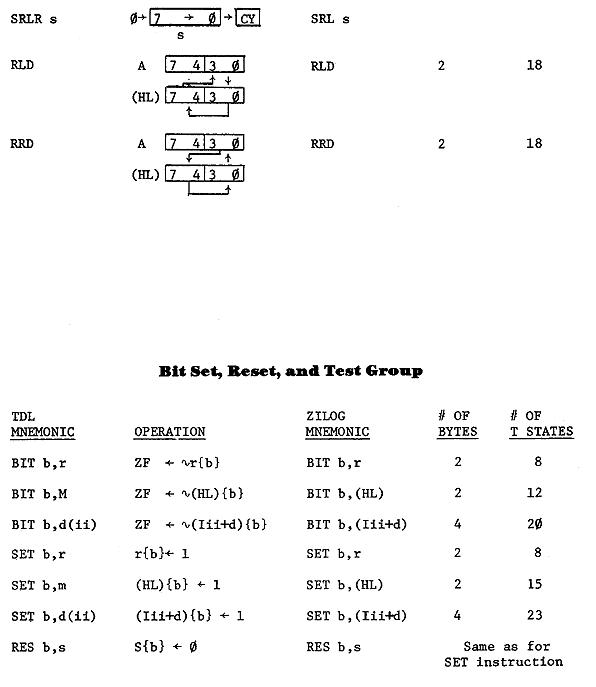 SRLR s Ø→ 7 → Ø → CY SRL s
s
RLD A 7 4 3 Ø RLD 2 18
(HL) 7 4 3 Ø
RRD A 7 4 3 Ø RRD 2 18
(HL) 7 4 3 Ø
Bit Set, Reset, and Test Group
TDL ZILOG # OF # OF
MNEMONIC OPERATION MNEMONIC BYTES T STATES
BIT b,r ZF ← ~r{b} BIT b,r 2 8
BIT b,M ZF ← ~(HL){b} BIT b,(HL) 2 12
BIT b,d(ii) ZF ← ~(Iii+d){b} BIT b,(Iii+d) 4 2Ø
SET b,r r{b}← 1 SET b,r 2 8
SET b,m (HL){b} ← 1 SET b,(HL) 2 15
SET b,d(ii) (Iii+d){b} ← 1 SET b,(Iii+d) 4 23
RES b,s S{b} ← Ø RES b,s Same as for
SET instruction